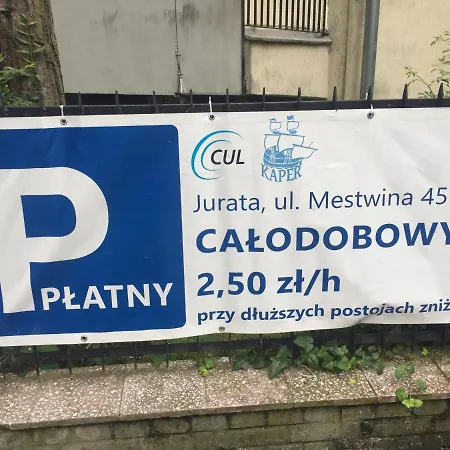 P
PŁATNY
CUL
KAPER
Jurata, ul. Mestwina 45
CAŁODOBOWY
2,50 zł/h
przy dłuższych postojach zniż